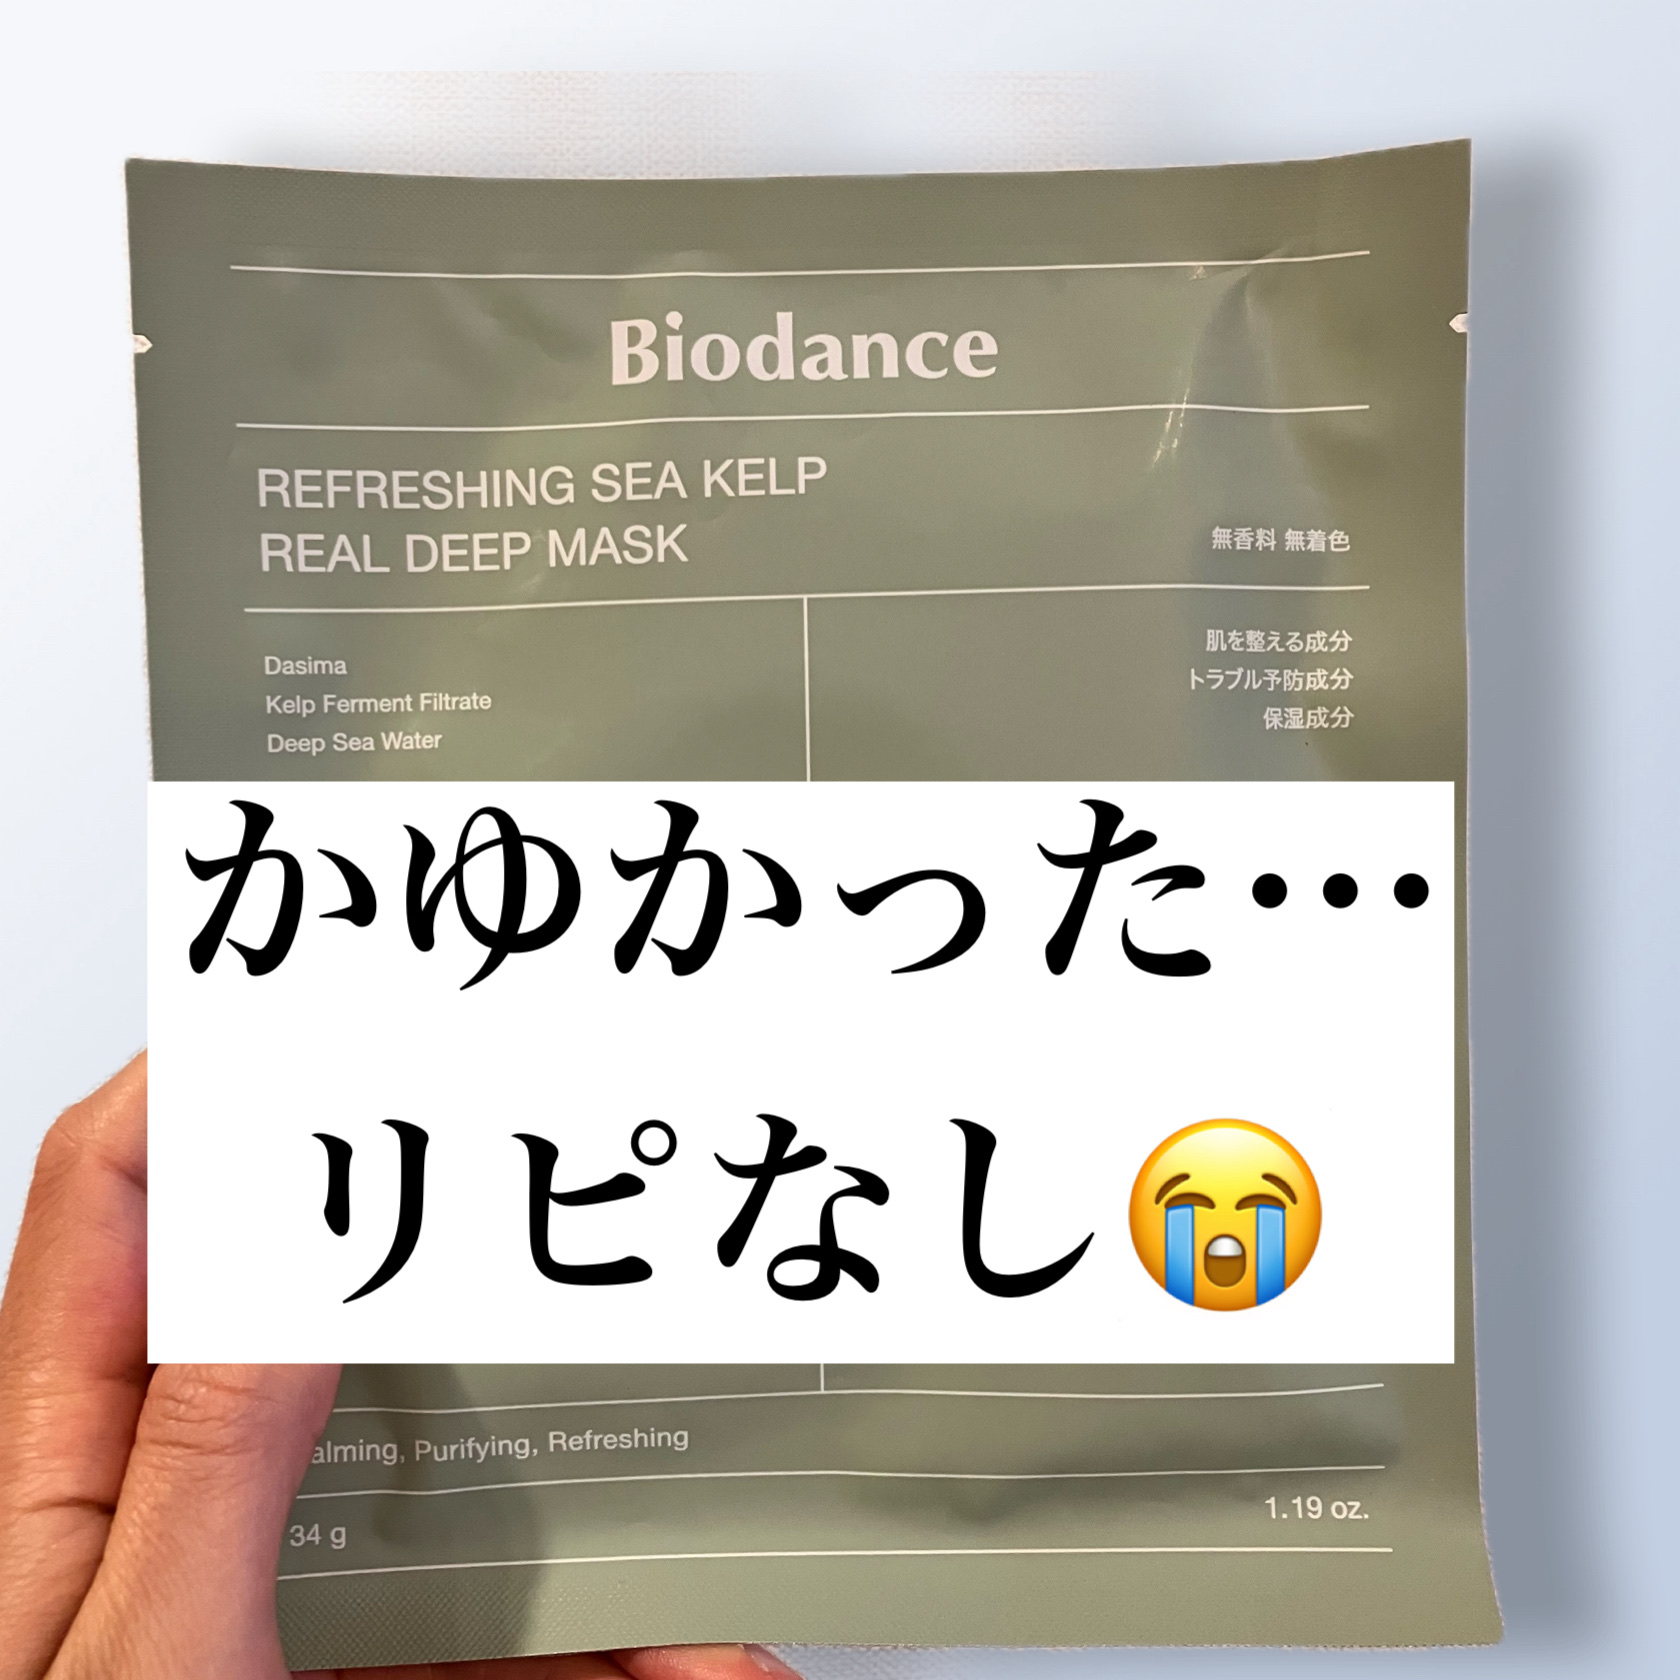 Biodance
REFRESHING SEA KELP
REAL DEEP MASK
無香料 無着色
Dasima
Kelp Ferment Filtrate
Deep Sea Water
肌を整える成分
トラブル予防成分
保湿成分
かゆかった…
リピなし😭
alming, Purifying, Refreshing
34 g
1.19 oz.